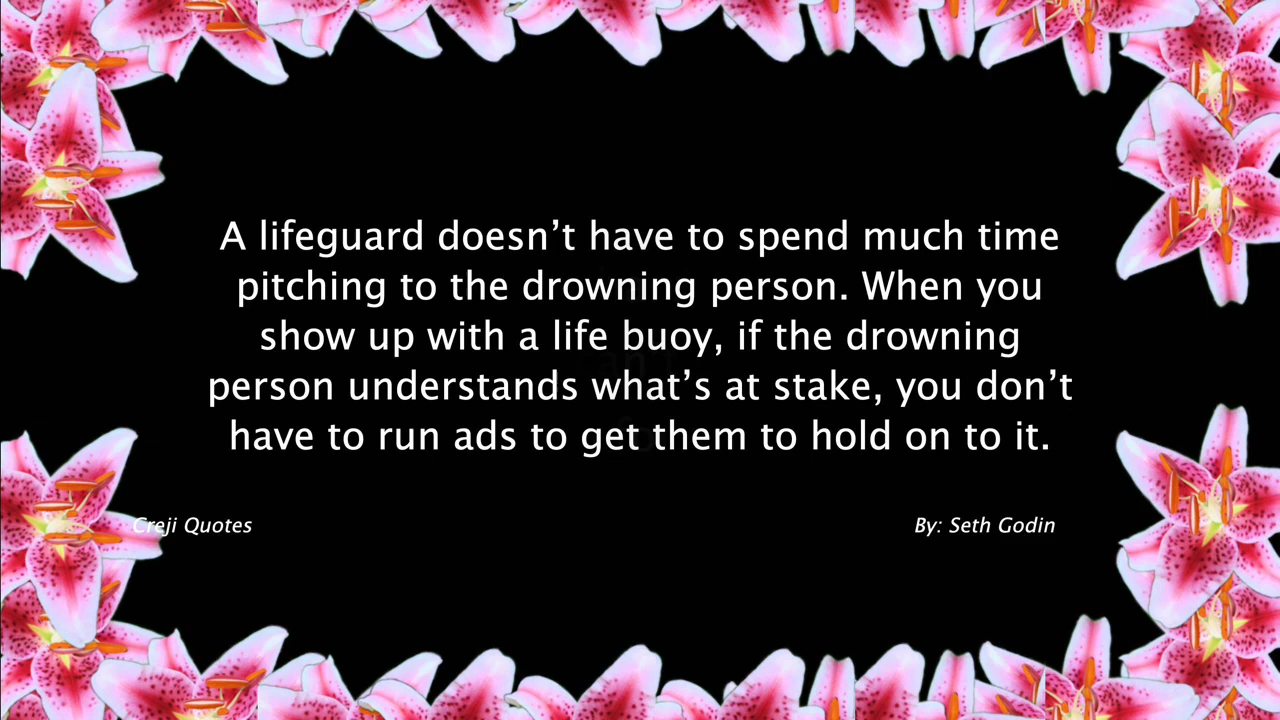 A lifeguard doesn’t have to spend much time
pitching to the drowning person. When you
show up with a life buoy, if the drowning
person understands what’s at stake, you don’t
have to run ads to get them to hold on to it.
Creji Quotes
By: Seth Godin